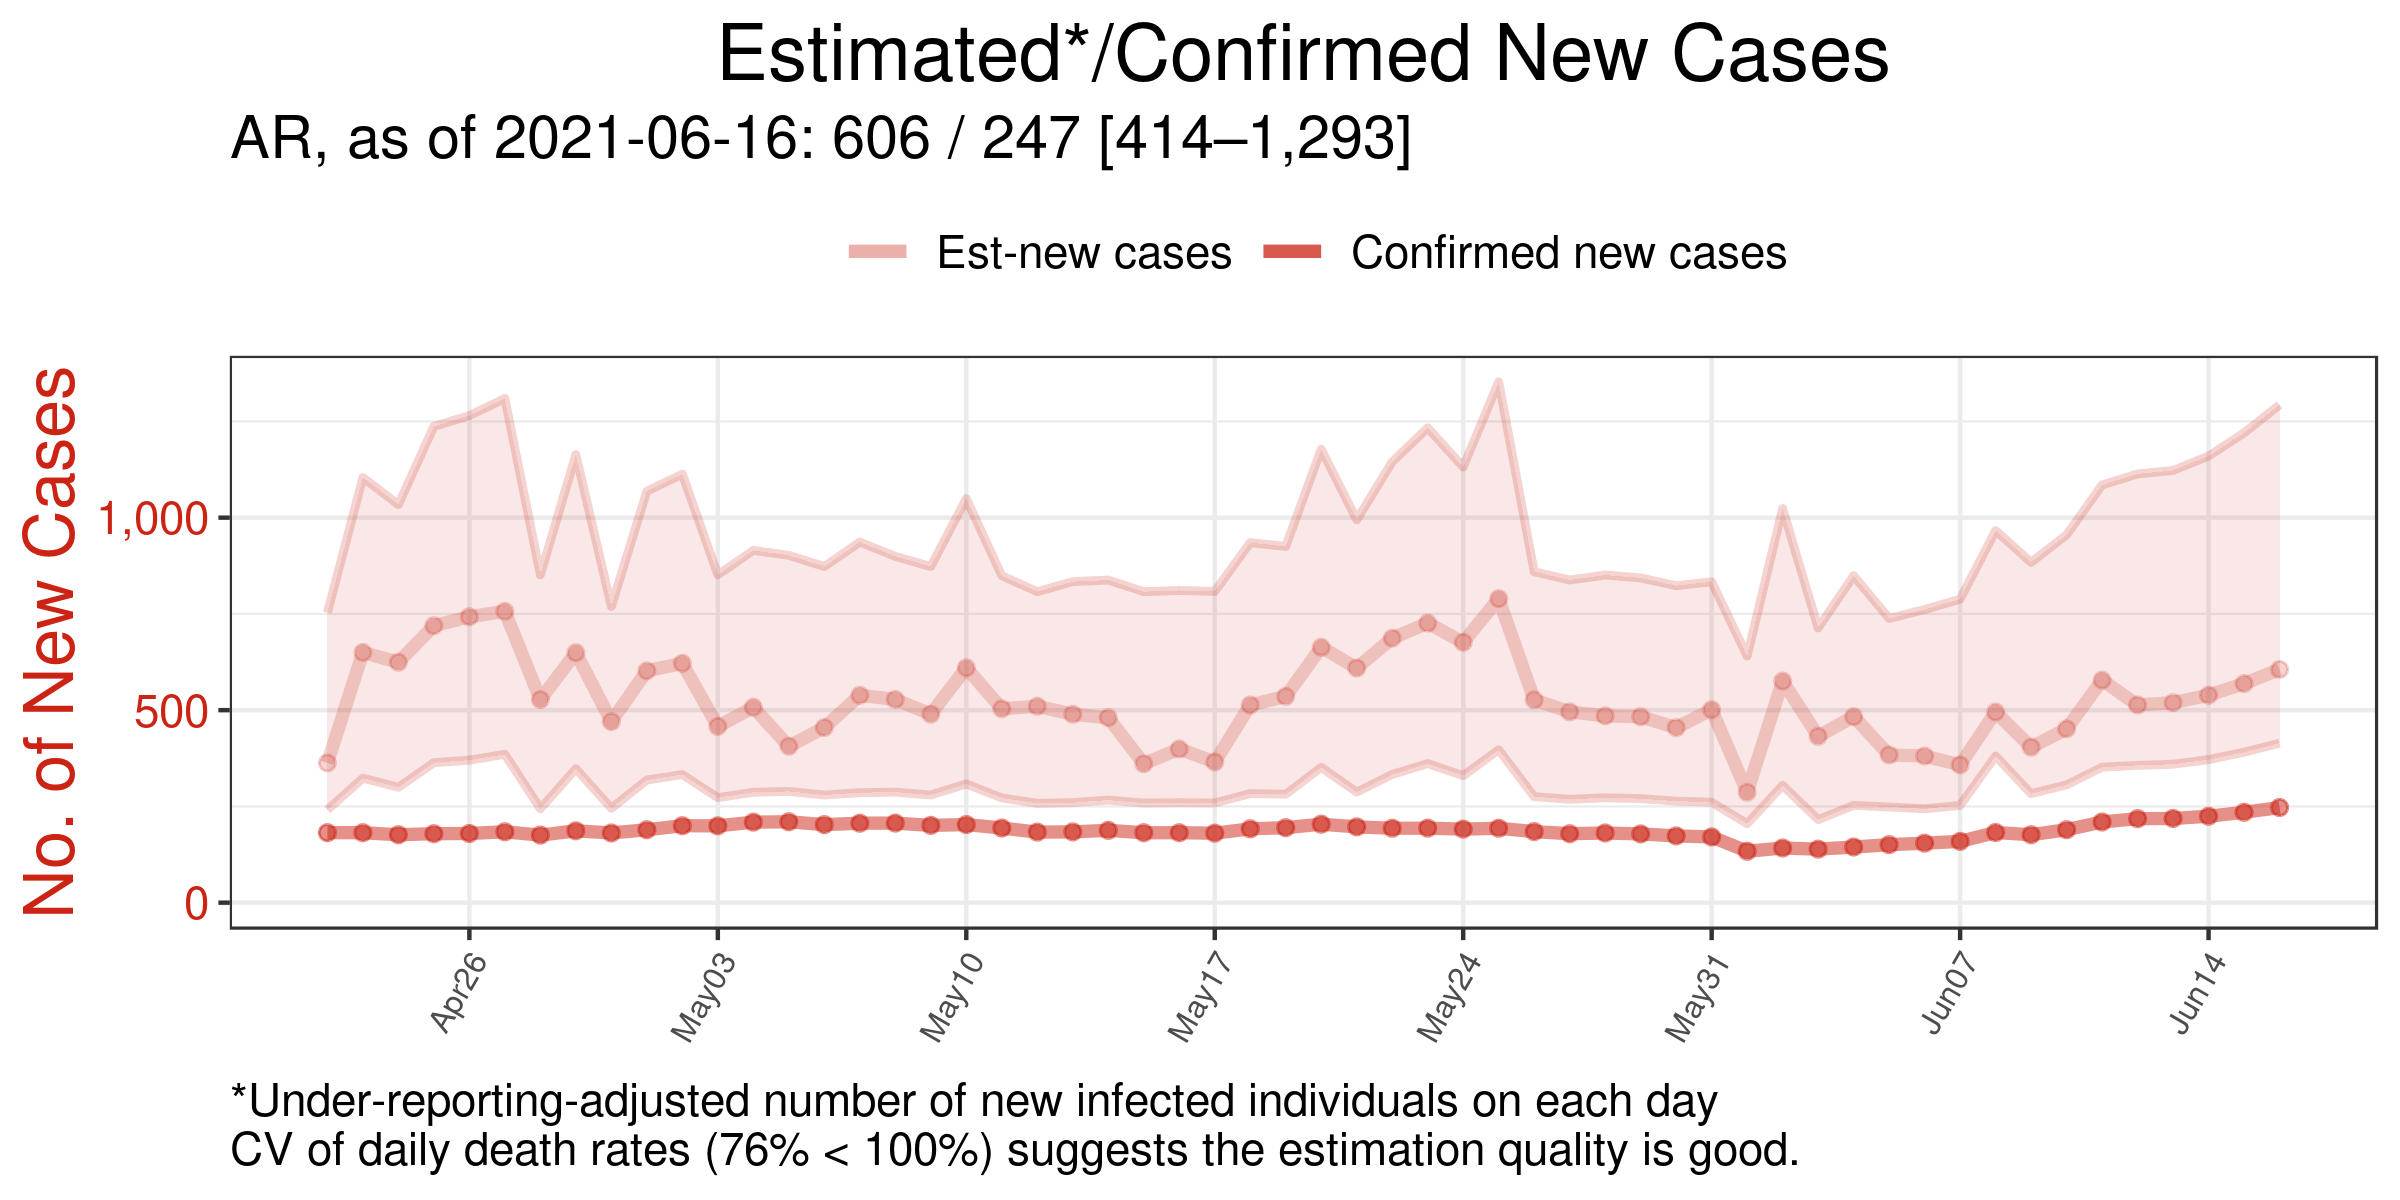 Estimated*/Confirmed New Cases
AR, as of 2021-06-16: 606 / 247 [414–1,293]
Est-new cases
Confirmed new cases
No. of New Cases
1,000
500
0
Apr26
May03
May10
May17
May24
May31
Jun07
Jun14
*Under-reporting-adjusted number of new infected individuals on each day
CV of daily death rates (76% < 100%) suggests the estimation quality is good.